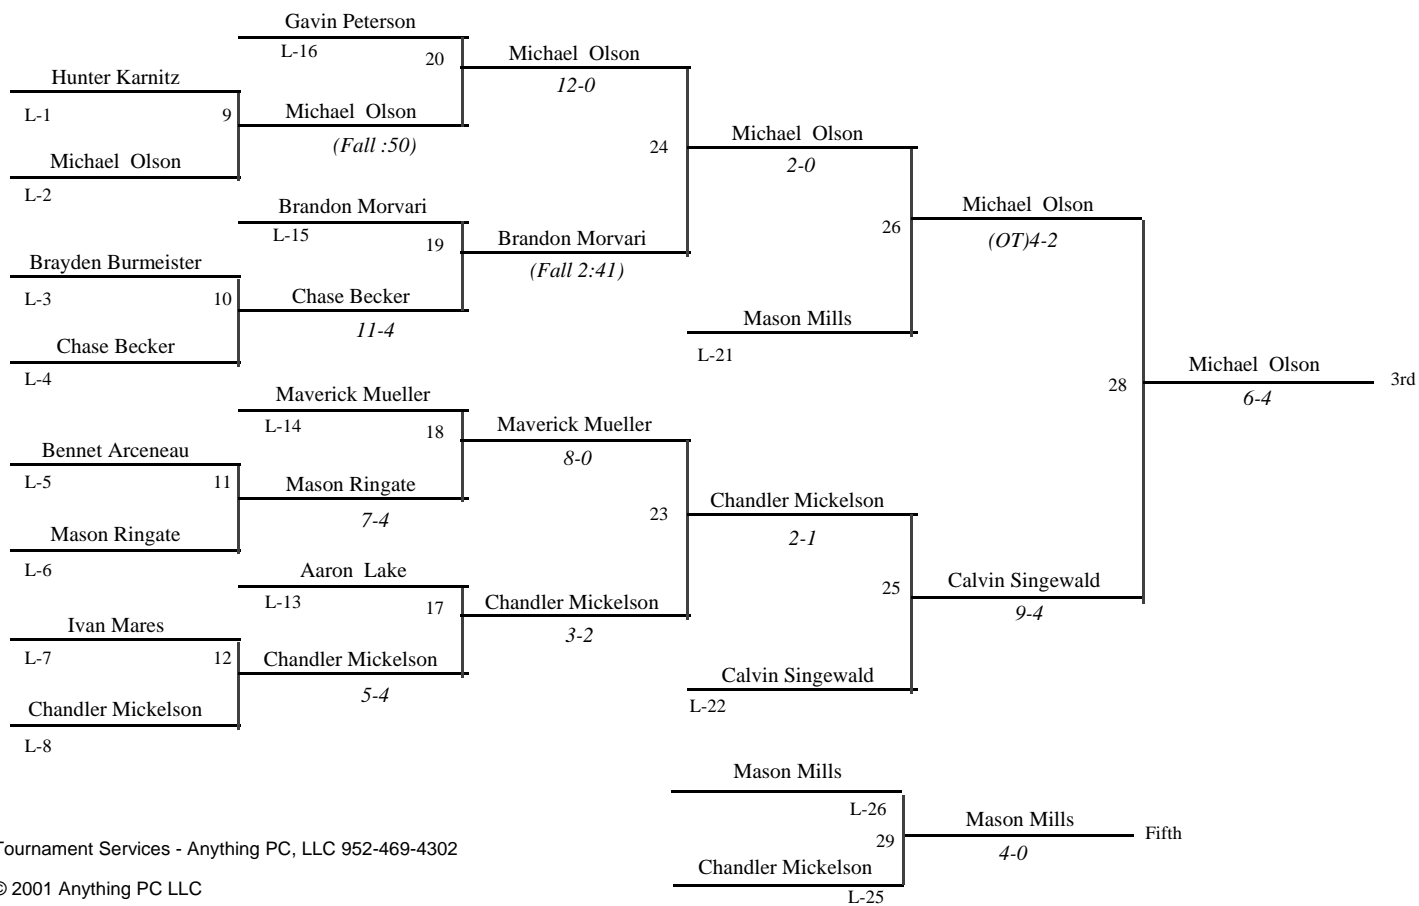 Gavin Peterson
L-16
20
Michael Olson
12-0
Hunter Karnitz
L-1
9
Michael Olson
(Fall :50)
Michael Olson
L-2
24
Michael Olson
2-0
Brandon Morvari
L-15
19
Brandon Morvari
(Fall 2:41)
Brayden Burmeister
L-3
10
Chase Becker
11-4
Chase Becker
L-4
26
Michael Olson
(OT)4-2
Mason Mills
L-21
28
Michael Olson
6-4
3rd
Maverick Mueller
L-14
18
Maverick Mueller
8-0
Bennet Arceneau
L-5
11
Mason Ringate
7-4
Mason Ringate
L-6
23
Chandler Mickelson
2-1
Aaron Lake
L-13
17
Chandler Mickelson
3-2
Ivan Mares
L-7
12
Chandler Mickelson
5-4
Chandler Mickelson
L-8
25
Calvin Singewald
9-4
Calvin Singewald
L-22
Mason Mills
L-26
29
Mason Mills
4-0
Fifth
Chandler Mickelson
L-25
Tournament Services - Anything PC, LLC 952-469-4302
© 2001 Anything PC LLC